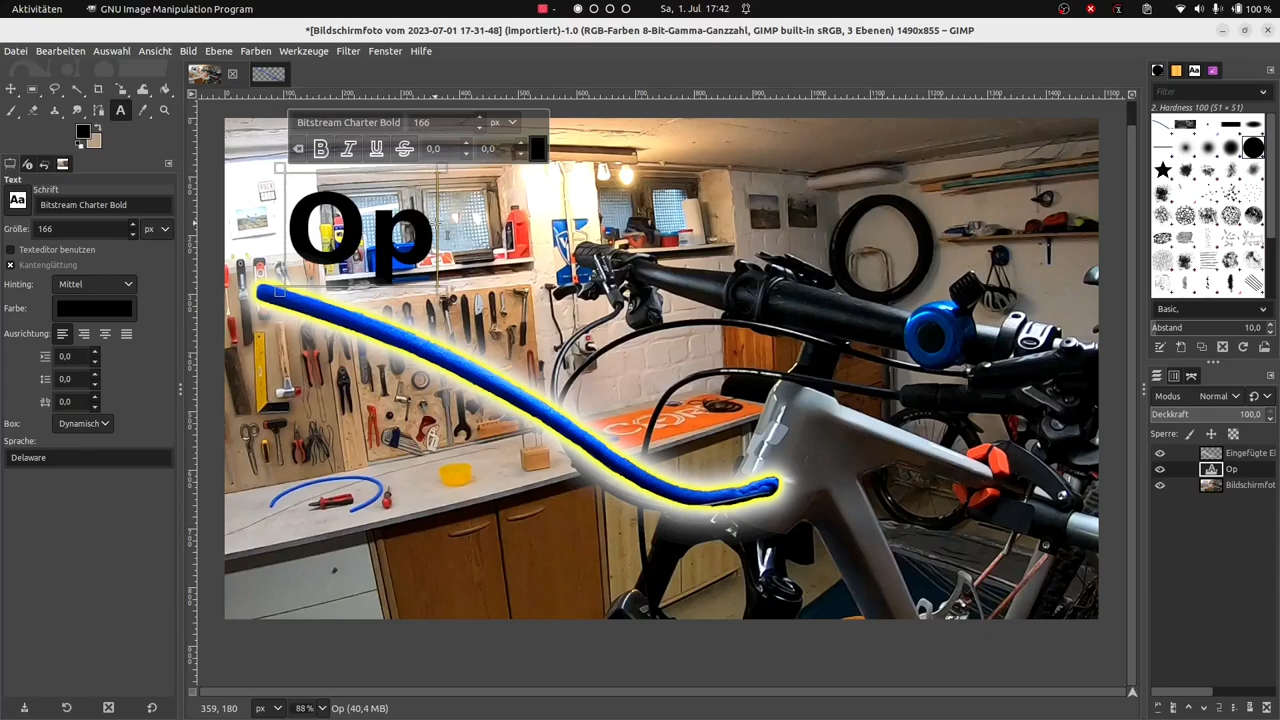 Aktivitäten GNU Image Manipulation Program Sa, 1. Jul 17:42 100 %
*[Bildschirmfoto vom 2023-07-01 17-31-48] (importiert)-1.0 (RGB-Farben 8-Bit-Gamma-Ganzzahl, GIMP built-in sRGB, 3 Ebenen) 1490x855 – GIMP
Datei Bearbeiten Auswahl Ansicht Bild Ebene Farben Werkzeuge Filter Fenster Hilfe
Text
Schrift
Aa Bitstream Charter Bold
Größe: 166 px
Texteditor benutzen
Kantenglättung
Hinting: Mittel
Farbe:
Ausrichtung:
0,0
0,0
0,0
Box: Dynamisch
Sprache:
Delaware
Bitstream Charter Bold 166 px
0,0 0,0
Op
ROCK
COR
Filter
2. Hardness 100 (51 × 51)
Basic,
Abstand 10,0
Modus Normal
Deckkraft 100,0
Sperre:
Eingefügte El
Op
Bildschirmfoto
359, 180 px 88 % Op (40,4 MB)